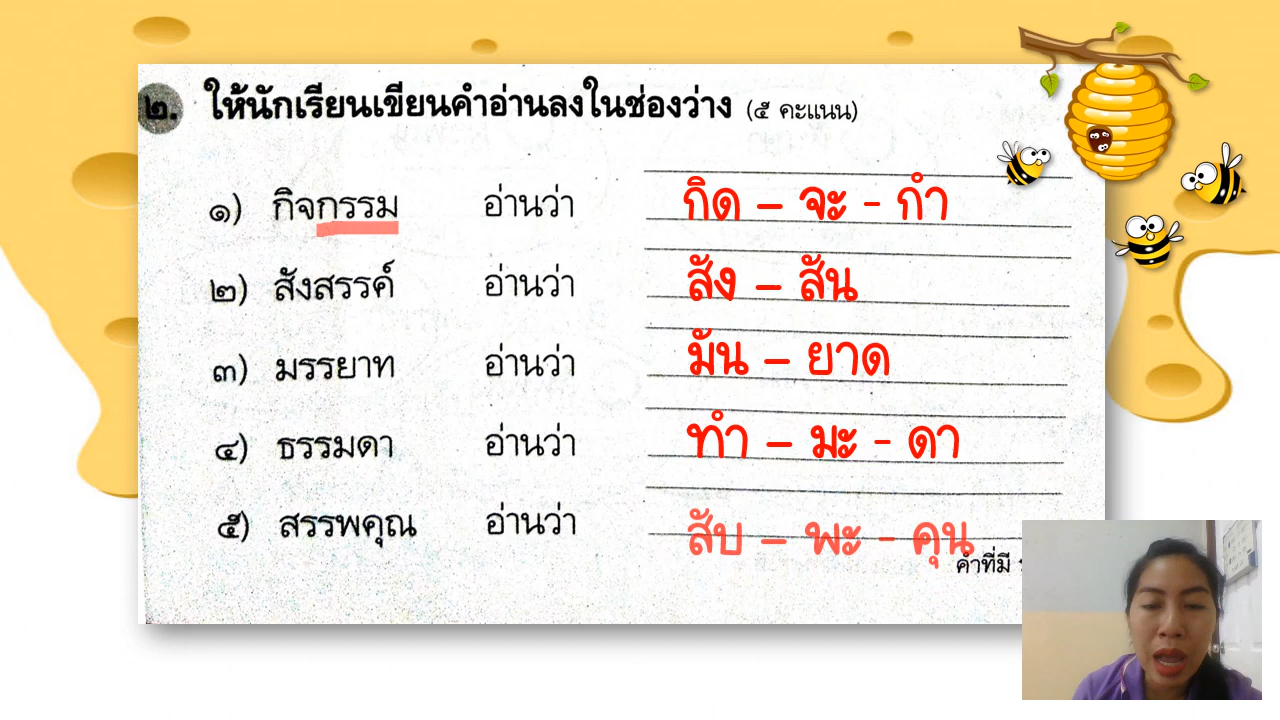 ๒. ให้นักเรียนเขียนคำอ่านลงในช่องว่าง (๕ คะแนน)
๑) กิจกรรม อ่านว่า กิด – จะ - กำ
๒) สังสรรค์ อ่านว่า สัง – สัน
๓) มรรยาท อ่านว่า มัน – ยาด
๔) ธรรมดา อ่านว่า ทำ – มะ - ดา
๕) สรรพคุณ อ่านว่า สับ – พะ - คุน
คำที่มี